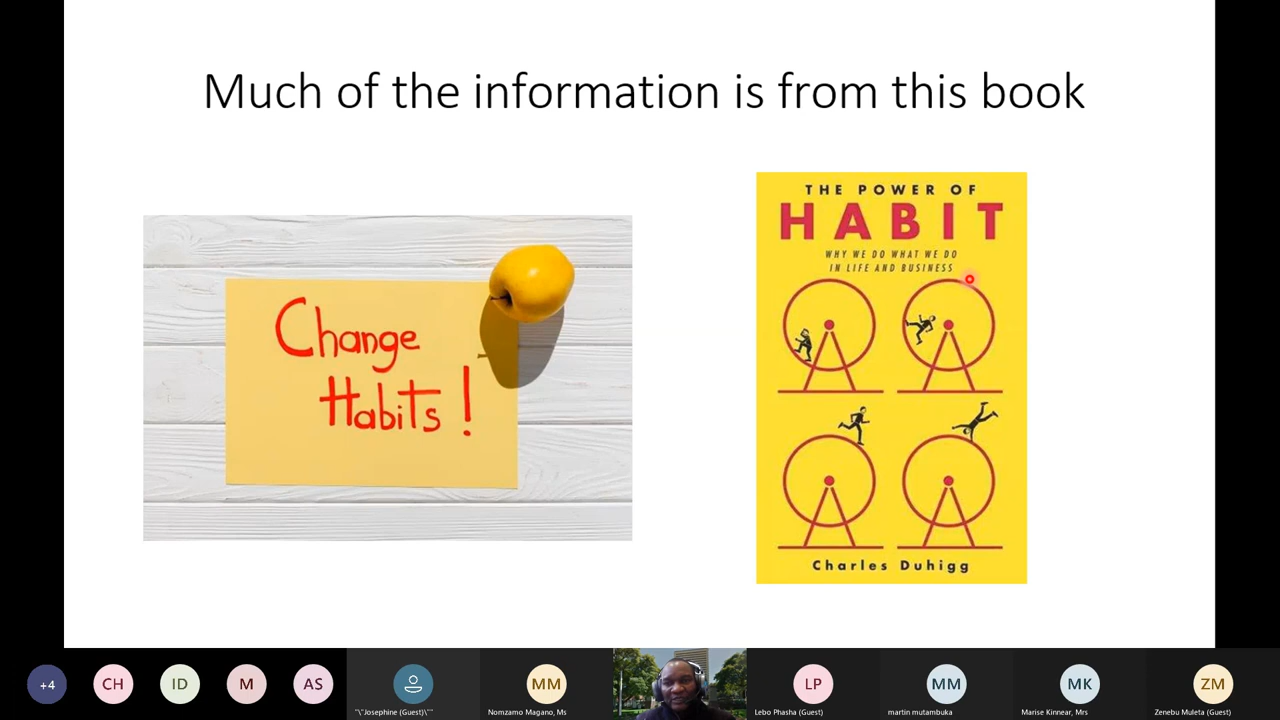 Much of the information is from this book
Change
Habits!
THE POWER OF
HABIT
WHY WE DO WHAT WE DO
IN LIFE AND BUSINESS
Charles Duhigg
+4
CH
ID
M
AS
"\"Josephine (Guest)\""
MM
Nomzamo Magano, Ms
LP
Lebo Phasha (Guest)
MM
martin mutambuka
MK
Marise Kinnear, Mrs
ZM
Zenebu Muleta (Guest)